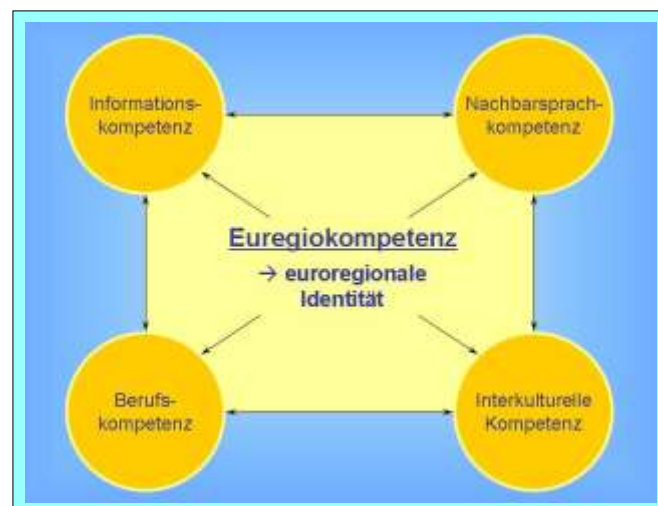 Informations-
kompetenz
Nachbarsprach-
kompetenz
Euregiokompetenz
→ euroregionale
Identität
Berufs-
kompetenz
Interkulturelle
Kompetenz